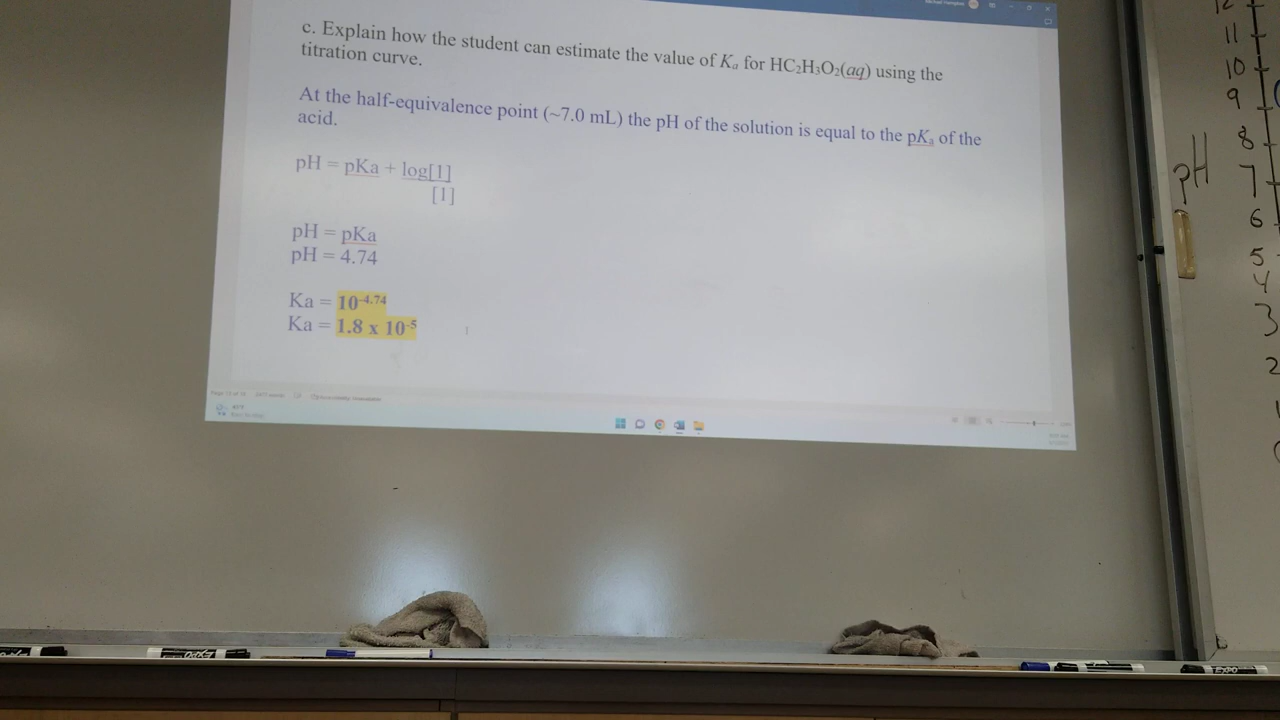 c. Explain how the student can estimate the value of Kₐ for HC₂H₃O₂(aq) using the
titration curve.
At the half-equivalence point (~7.0 mL) the pH of the solution is equal to the pKₐ of the
acid.
pH = pKa + log[1]
[1]
pH = pKa
pH = 4.74
Ka = 10⁻⁴·⁷⁴
Ka = 1.8 x 10⁻⁵
12
11
10
9
8
pH
7
6
5
4
3
2
EXPO